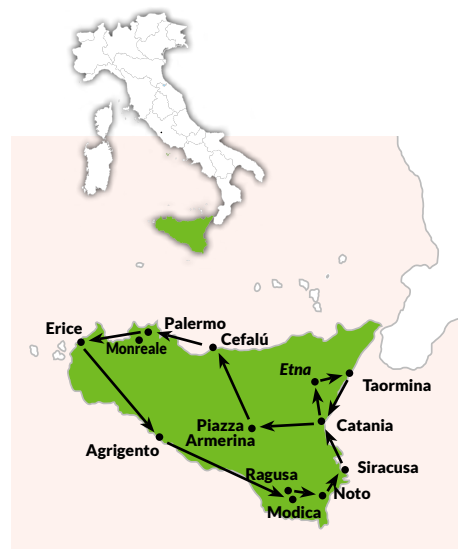 Erice
Palermo
Monreale
Cefalú
Etna
Taormina
Piazza
Armerina
Catania
Agrigento
Siracusa
Ragusa
Noto
Modica